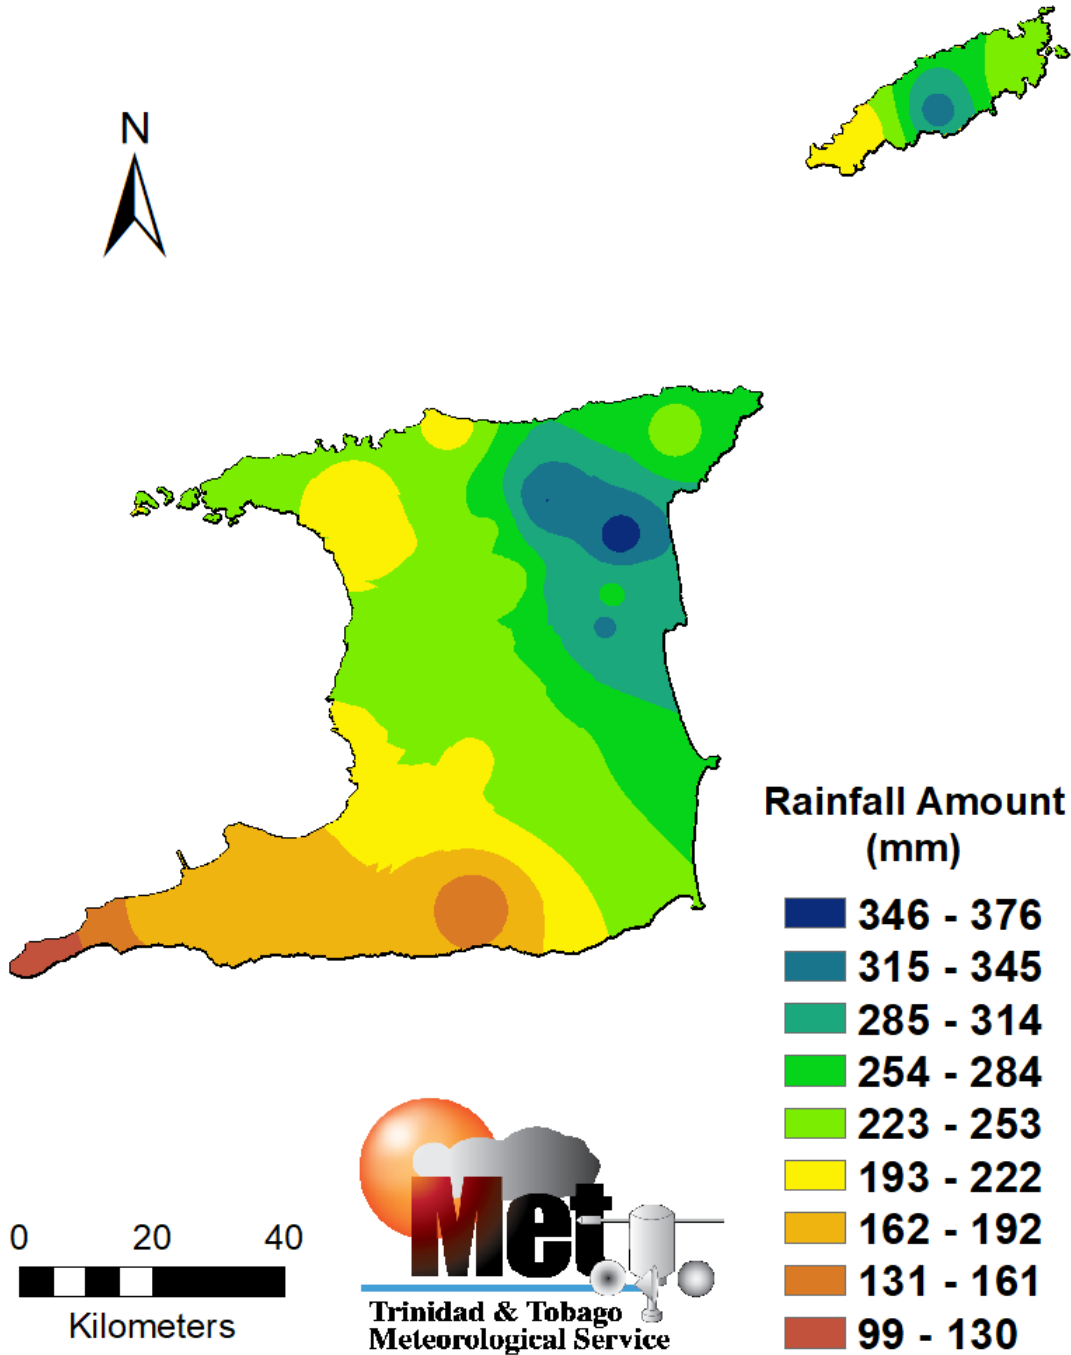 N
Rainfall Amount
(mm)
346 - 376
315 - 345
285 - 314
254 - 284
223 - 253
193 - 222
162 - 192
131 - 161
99 - 130
0 20 40
Kilometers
Met
Trinidad & Tobago
Meteorological Service